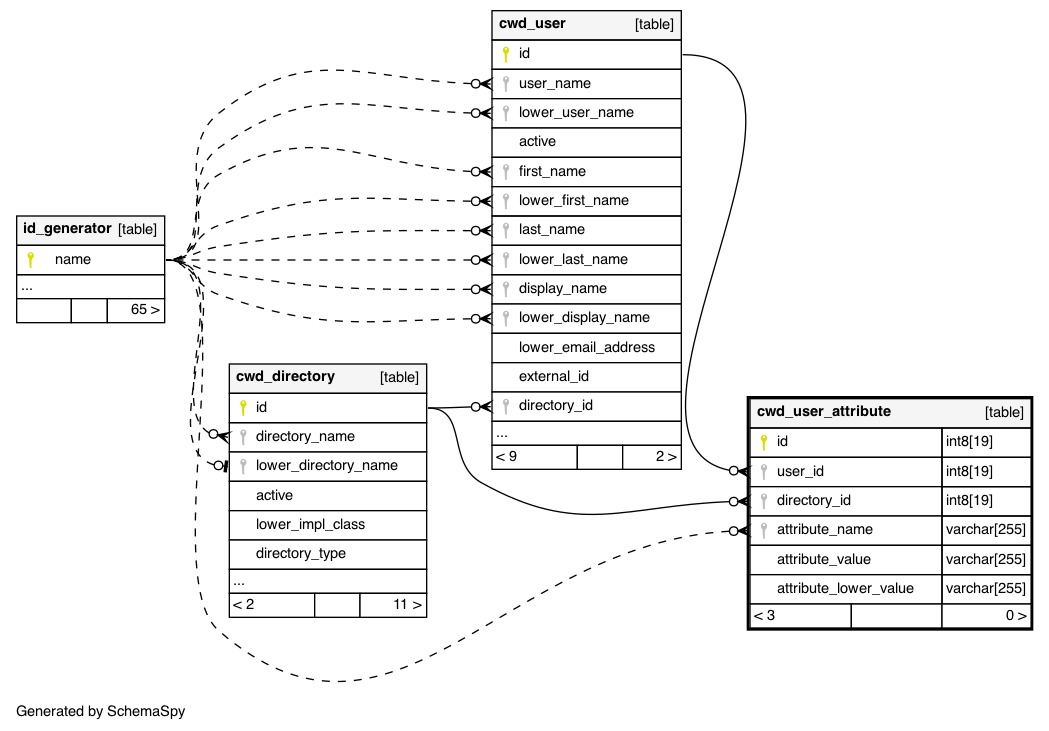 cwd_user [table]
id
user_name
lower_user_name
active
first_name
lower_first_name
last_name
lower_last_name
display_name
lower_display_name
lower_email_address
external_id
directory_id
...
< 9 2 >
id_generator [table]
name
...
65 >
cwd_directory [table]
id
directory_name
lower_directory_name
active
lower_impl_class
directory_type
...
< 2 11 >
cwd_user_attribute [table]
id int8[19]
user_id int8[19]
directory_id int8[19]
attribute_name varchar[255]
attribute_value varchar[255]
attribute_lower_value varchar[255]
< 3 0 >
Generated by SchemaSpy